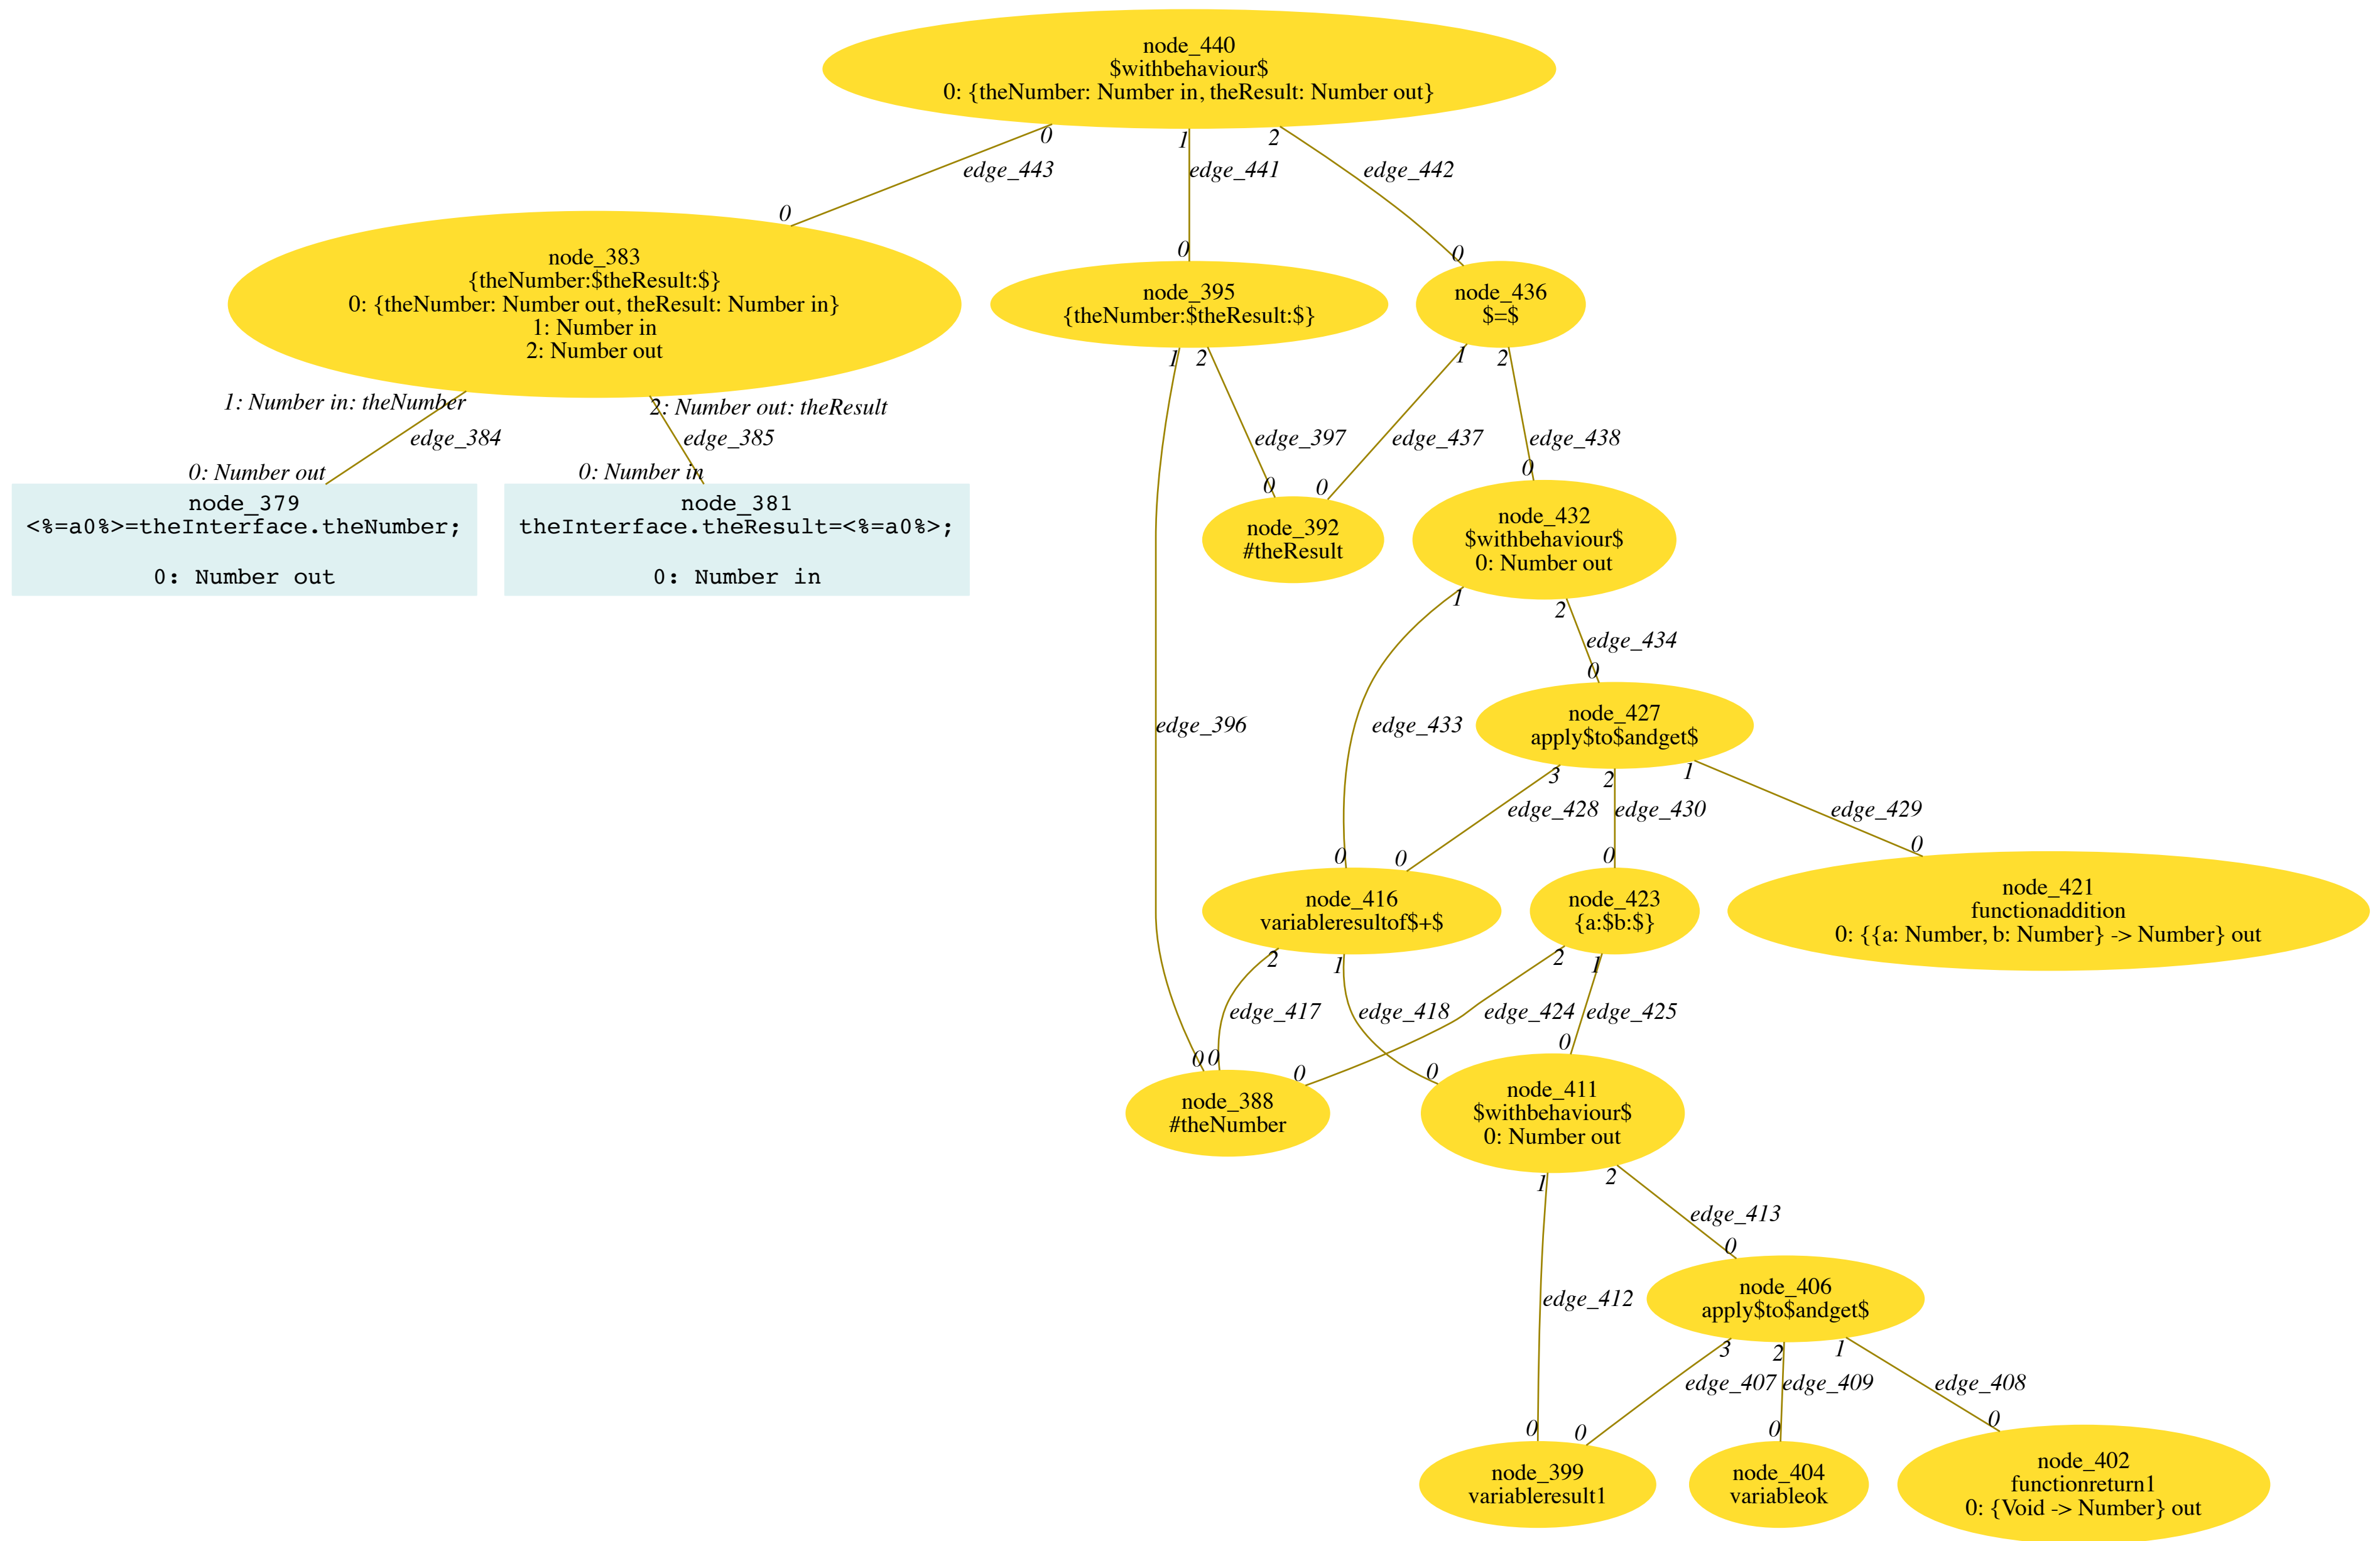 node_440
$withbehaviour$
0: {theNumber: Number in, theResult: Number out}
0
1
2
edge_443
edge_441
edge_442
0
0
0
node_383
{theNumber:$theResult:$}
0: {theNumber: Number out, theResult: Number in}
1: Number in
2: Number out
node_395
{theNumber:$theResult:$}
node_436
$=$
1: Number in: theNumber
2: Number out: theResult
1
2
1
2
edge_384
edge_385
edge_397
edge_437
edge_438
0: Number out
0: Number in
0
0
0
node_379
<%=a0%>=theInterface.theNumber;
0: Number out
node_381
theInterface.theResult=<%=a0%>;
0: Number in
node_392
#theResult
node_432
$withbehaviour$
0: Number out
1
2
edge_434
0
edge_396
edge_433
node_427
apply$to$andget$
3
2
1
edge_428
edge_430
edge_429
0
0
0
0
node_416
variableresultof$+$
node_423
{a:$b:$}
node_421
functionaddition
0: {{a: Number, b: Number} -> Number} out
2
1
2
1
edge_417
edge_418
edge_424
edge_425
0
0
0
0
0
node_388
#theNumber
node_411
$withbehaviour$
0: Number out
1
2
edge_413
0
edge_412
node_406
apply$to$andget$
3
2
1
edge_407
edge_409
edge_408
0
0
0
0
node_399
variableresult1
node_404
variableok
node_402
functionreturn1
0: {Void -> Number} out